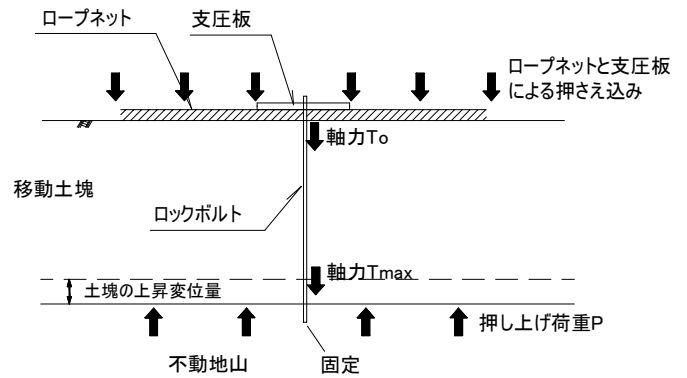 ロープネット
支圧板
ロープネットと支圧板
による押さえ込み
軸力To
移動土塊
ロックボルト
軸力Tmax
土塊の上昇変位量
押し上げ荷重P
不動地山
固定